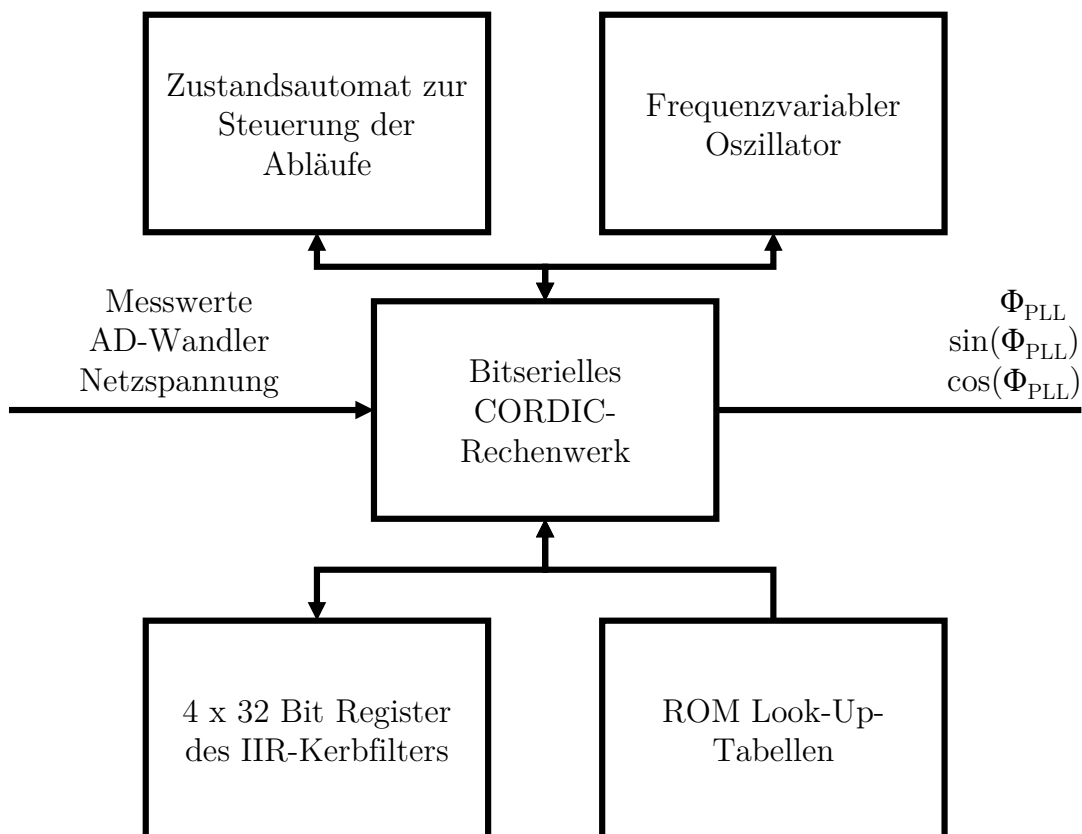 Zustandsautomat zur
Steuerung der
Abläufe
Frequenzvariabler
Oszillator
Messwerte
AD-Wandler
Netzspannung
Bitserielles
CORDIC-
Rechenwerk
Φ_PLL
sin(Φ_PLL)
cos(Φ_PLL)
4 x 32 Bit Register
des IIR-Kerbfilters
ROM Look-Up-
Tabellen